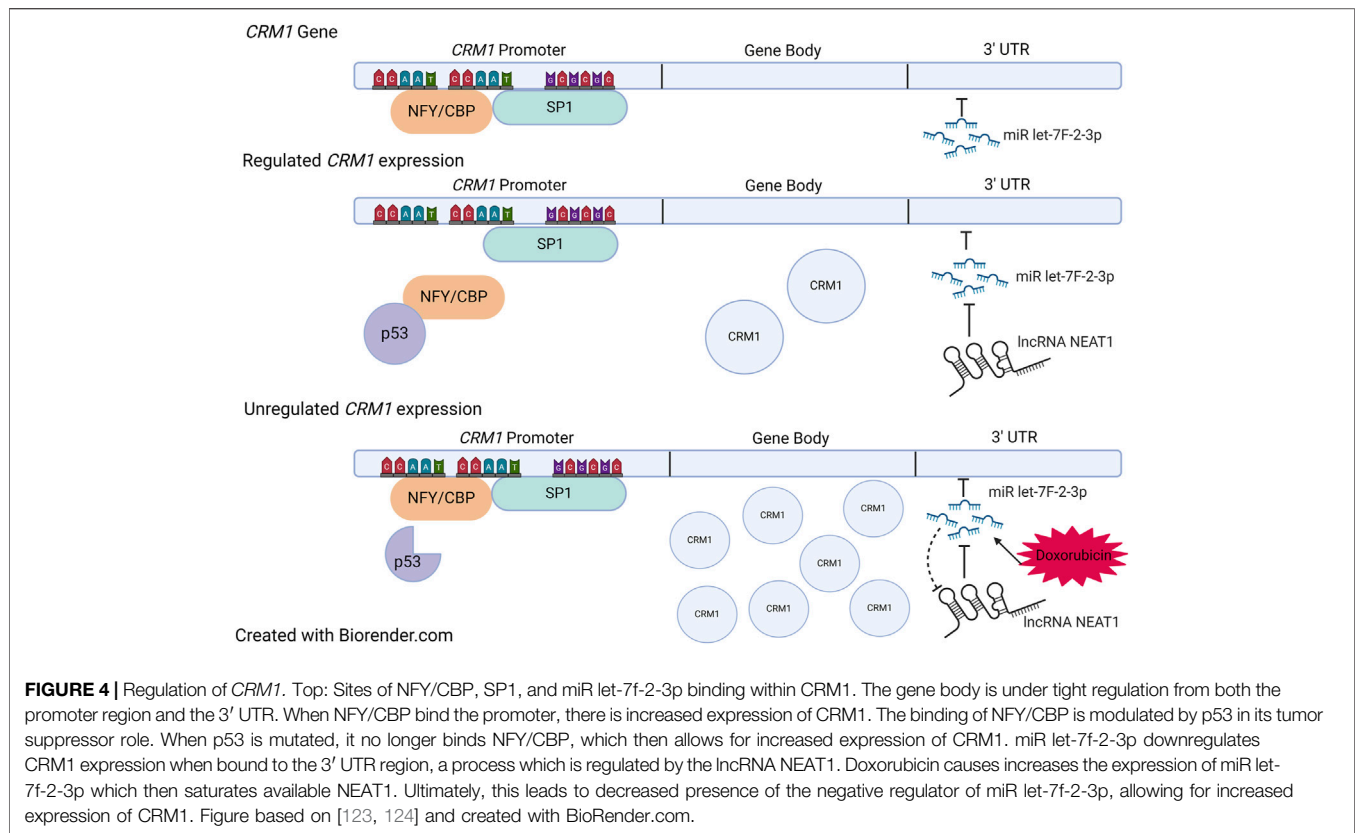 CRM1 Gene
CRM1 Promoter Gene Body 3' UTR
C C A A T C C A A T G C G C G C
NFY/CBP SP1
miR let-7F-2-3p
Regulated CRM1 expression
CRM1 Promoter Gene Body 3' UTR
C C A A T C C A A T G C G C G C
SP1
miR let-7F-2-3p
NFY/CBP
p53
CRM1
CRM1
lncRNA NEAT1
Unregulated CRM1 expression
CRM1 Promoter Gene Body 3' UTR
C C A A T C C A A T G C G C G C
NFY/CBP SP1
miR let-7F-2-3p
p53
CRM1
CRM1
CRM1
CRM1
CRM1
CRM1
CRM1
CRM1
Doxorubicin
lncRNA NEAT1
Created with Biorender.com
FIGURE 4 | Regulation of CRM1. Top: Sites of NFY/CBP, SP1, and miR let-7f-2-3p binding within CRM1. The gene body is under tight regulation from both the
promoter region and the 3′ UTR. When NFY/CBP bind the promoter, there is increased expression of CRM1. The binding of NFY/CBP is modulated by p53 in its tumor
suppressor role. When p53 is mutated, it no longer binds NFY/CBP, which then allows for increased expression of CRM1. miR let-7f-2-3p downregulates
CRM1 expression when bound to the 3′ UTR region, a process which is regulated by the lncRNA NEAT1. Doxorubicin causes increases the expression of miR let-
7f-2-3p which then saturates available NEAT1. Ultimately, this leads to decreased presence of the negative regulator of miR let-7f-2-3p, allowing for increased
expression of CRM1. Figure based on [123, 124] and created with BioRender.com.